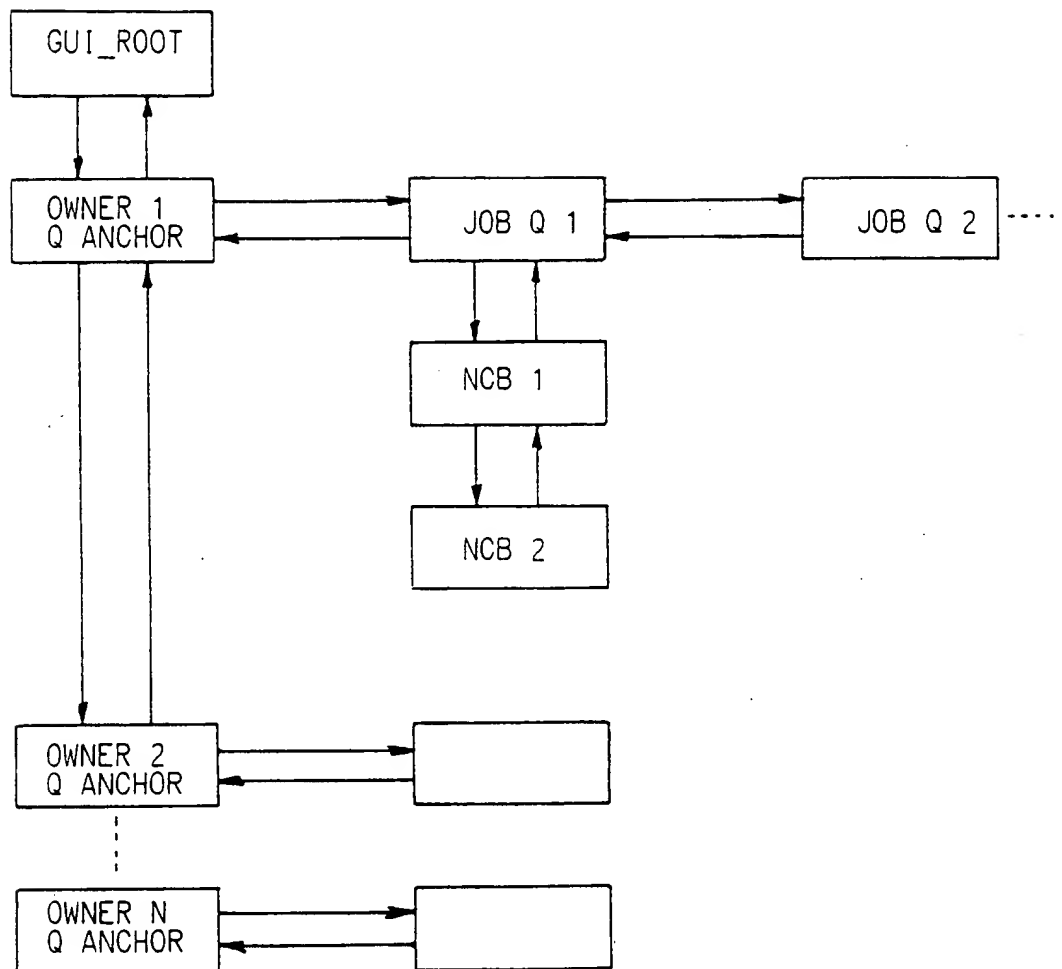 GUI_ROOT
OWNER 1
Q ANCHOR
JOB Q 1
JOB Q 2
NCB 1
NCB 2
OWNER 2
Q ANCHOR
OWNER N
Q ANCHOR